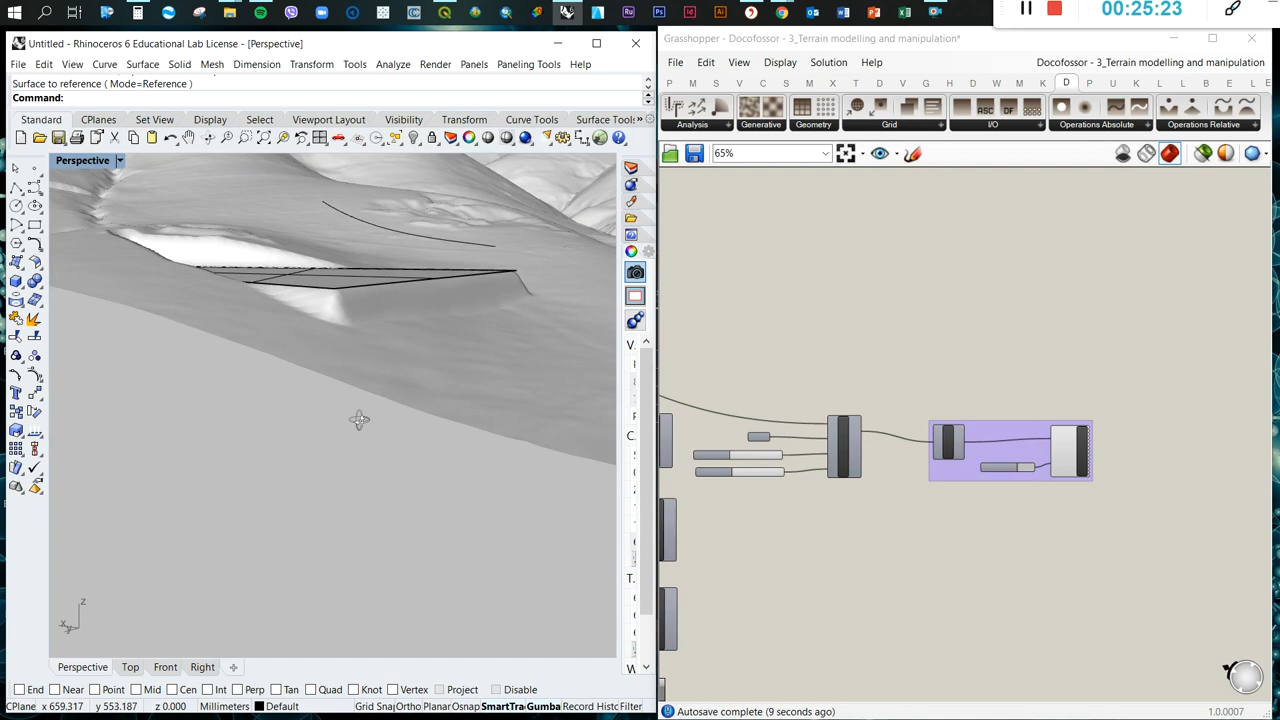 00:25:23
Untitled - Rhinoceros 6 Educational Lab License - [Perspective]
File Edit View Curve Surface Solid Mesh Dimension Transform Tools Analyze Render Panels Paneling Tools Help
Surface to reference ( Mode=Reference )
Command:
Standard CPlanes Set View Display Select Viewport Layout Visibility Transform Curve Tools Surface Tools »
Perspective
V.
C.
T.
z
x
y
Perspective Top Front Right
End Near Point Mid Cen Int Perp Tan Quad Knot Vertex Project Disable
CPlane x 659.317 y 553.187 z 0.000 Millimeters Default Grid Snap Ortho Planar Osnap SmartTra Gumba Record Histo Filter
Grasshopper - Docofossor - 3_Terrain modelling and manipulation*
File Edit View Display Solution Help Docofossor - 3_Terrain modelling and manipulation
P M S V C S M T X T D P L L E
ASC DF
Analysis Generative Geometry Grid I/O Operations Absolute Operations Relative
65%
Autosave complete (9 seconds ago) 1.0.0007